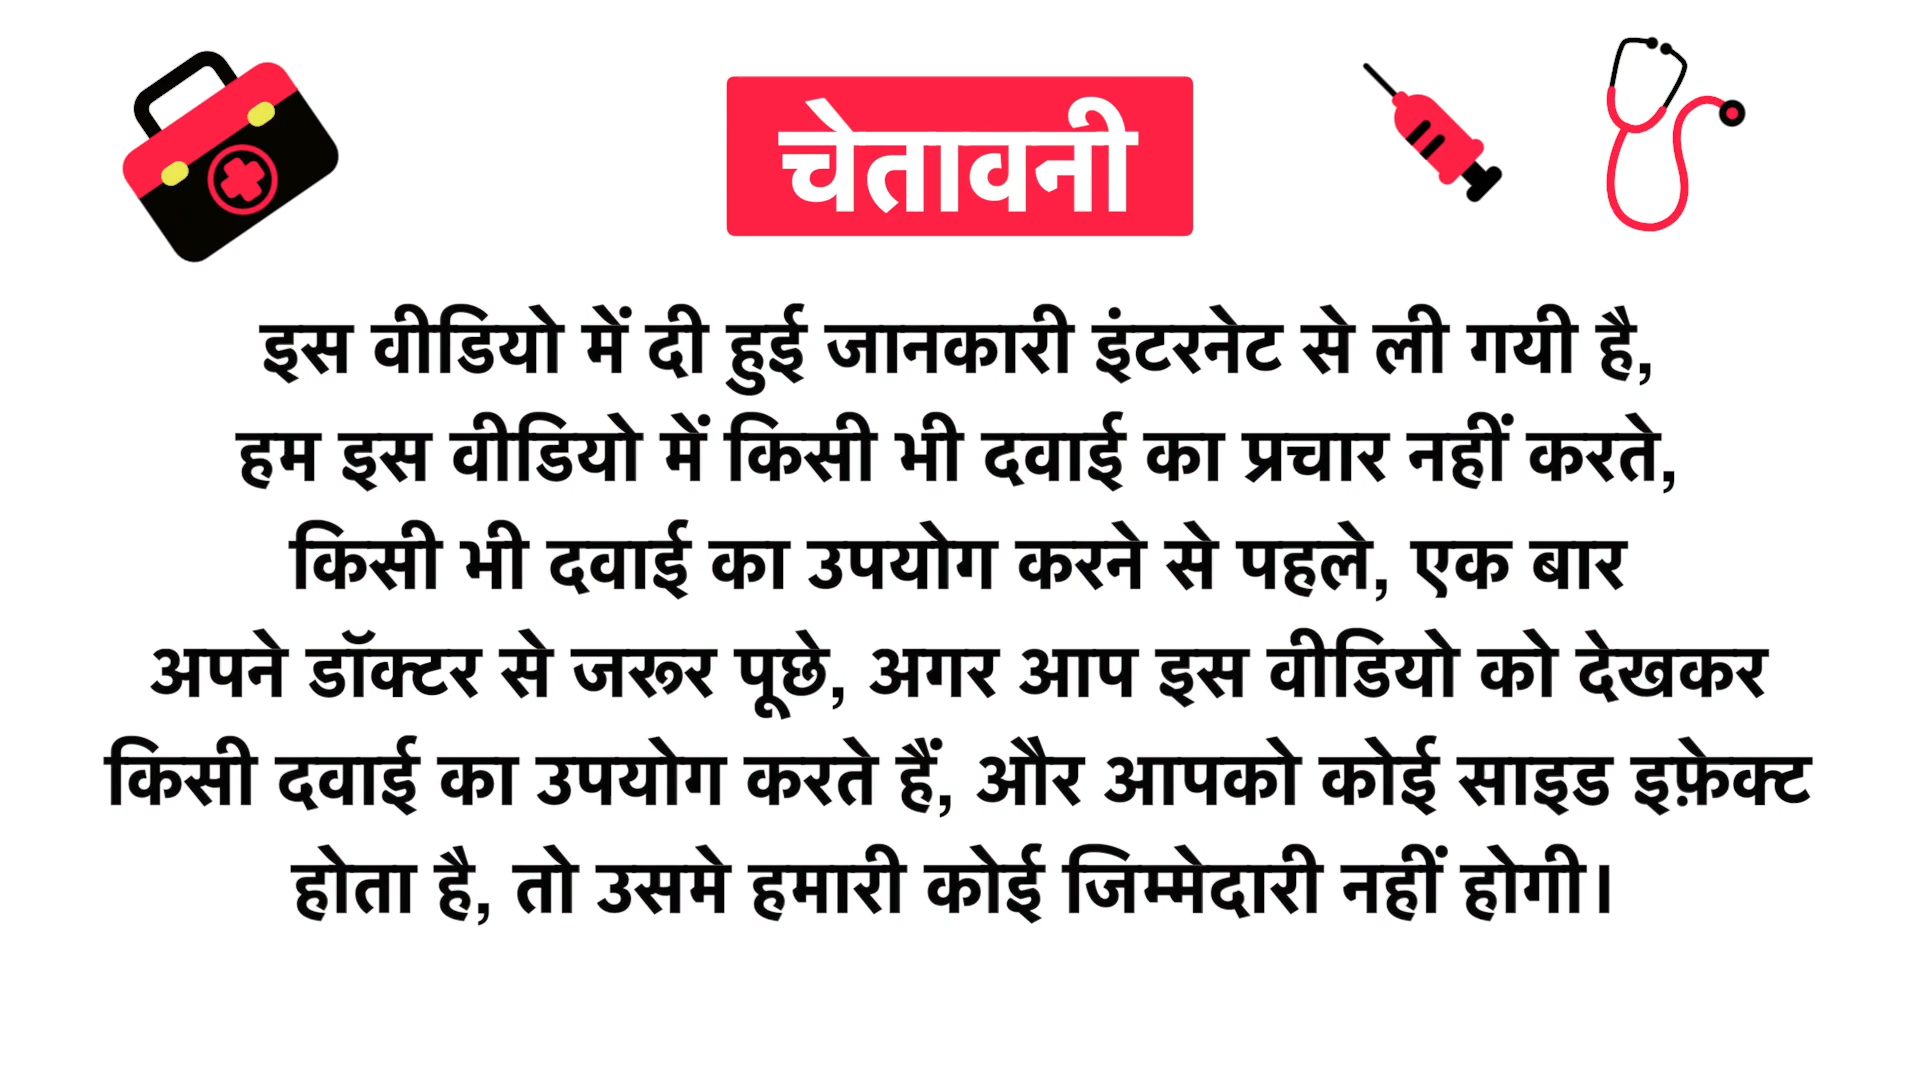 चेतावनी
इस वीडियो में दी हुई जानकारी इंटरनेट से ली गयी है,
हम इस वीडियो में किसी भी दवाई का प्रचार नहीं करते,
किसी भी दवाई का उपयोग करने से पहले, एक बार
अपने डॉक्टर से जरूर पूछे, अगर आप इस वीडियो को देखकर
किसी दवाई का उपयोग करते हैं, और आपको कोई साइड इफ़ेक्ट
होता है, तो उसमे हमारी कोई जिम्मेदारी नहीं होगी।